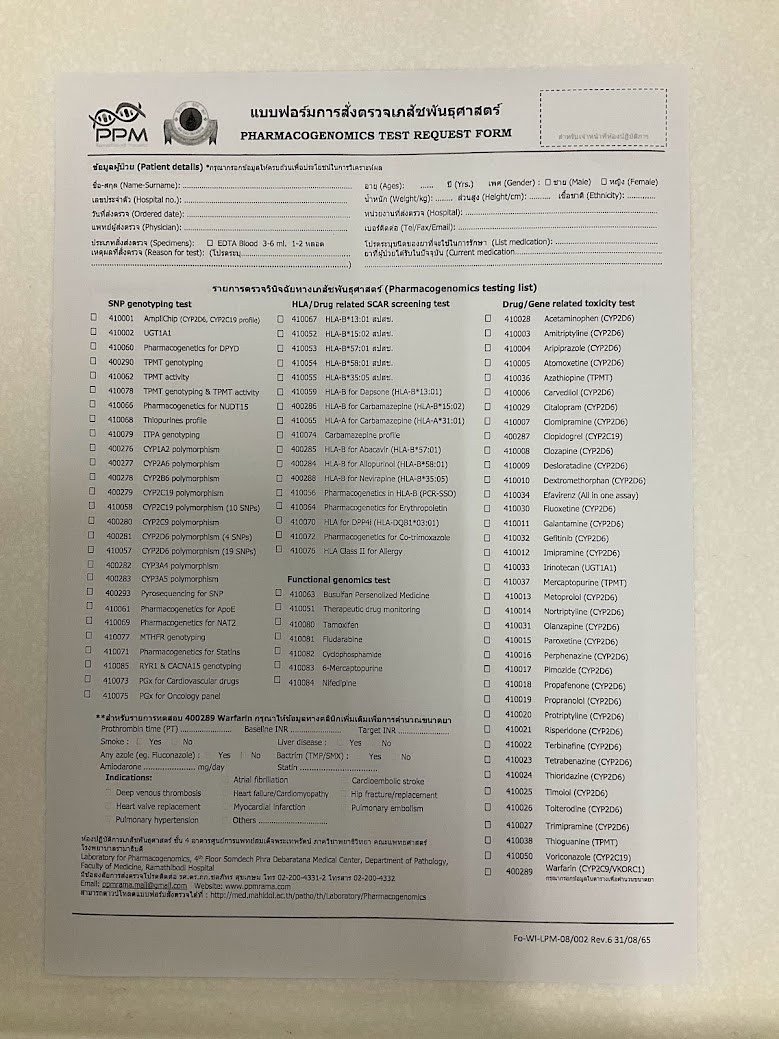 PPM
แบบฟอร์มการสั่งตรวจเภสัชพันธุศาสตร์
PHARMACOGENOMICS TEST REQUEST FORM
สำหรับเจ้าหน้าที่ห้องปฏิบัติการ
ข้อมูลผู้ป่วย (Patient details) *กรุณากรอกข้อมูลให้ครบถ้วนเพื่อประโยชน์ในการวิเคราะห์ผล
ชื่อ-สกุล (Name-Surname): อายุ (Ages): ...... ปี (Yrs.) เพศ (Gender) : ☐ ชาย (Male) ☐ หญิง (Female)
เลขประจำตัว (Hospital no.): น้ำหนัก (Weight/kg): ........ ส่วนสูง (Height/cm): ......... เชื้อชาติ (Ethnicity): ............
วันที่ส่งตรวจ (Ordered date): หน่วยงานที่ส่งตรวจ (Hospital):
แพทย์ผู้ส่งตรวจ (Physician): เบอร์ติดต่อ (Tel/Fax/Email):
ประเภทสิ่งส่งตรวจ (Specimens): ☐ EDTA Blood 3-6 ml. 1-2 หลอด โปรดระบุชนิดของยาที่จะใช้ในการรักษา (List medication):
เหตุผลที่ส่งตรวจ (Reason for test): (โปรดระบุ ยาที่ผู้ป่วยได้รับในปัจจุบัน (Current medication
)
รายการตรวจวินิจฉัยทางเภสัชพันธุศาสตร์ (Pharmacogenomics testing list)
SNP genotyping test
☐ 410001 AmpliChip (CYP2D6, CYP2C19 profile)
☐ 410002 UGT1A1
☐ 410060 Pharmacogenetics for DPYD
☐ 400290 TPMT genotyping
☐ 410062 TPMT activity
☐ 410078 TPMT genotyping & TPMT activity
☐ 410066 Pharmacogenetics for NUDT15
☐ 410068 Thiopurines profile
☐ 410079 ITPA genotyping
☐ 400276 CYP1A2 polymorphism
☐ 400277 CYP2A6 polymorphism
☐ 400278 CYP2B6 polymorphism
☐ 400279 CYP2C19 polymorphism
☐ 410058 CYP2C19 polymorphism (10 SNPs)
☐ 400280 CYP2C9 polymorphism
☐ 400281 CYP2D6 polymorphism (4 SNPs)
☐ 410057 CYP2D6 polymorphism (19 SNPs)
☐ 400282 CYP3A4 polymorphism
☐ 400283 CYP3A5 polymorphism
☐ 400293 Pyrosequencing for SNP
☐ 410061 Pharmacogenetics for ApoE
☐ 410069 Pharmacogenetics for NAT2
☐ 410077 MTHFR genotyping
☐ 410071 Pharmacogenetics for Statins
☐ 410085 RYR1 & CACNA1S genotyping
☐ 410073 PGx for Cardiovascular drugs
☐ 410075 PGx for Oncology panel
HLA/Drug related SCAR screening test
☐ 410067 HLA-B*13:01 สปสช.
☐ 410052 HLA-B*15:02 สปสช.
☐ 410053 HLA-B*57:01 สปสช.
☐ 410054 HLA-B*58:01 สปสช.
☐ 410055 HLA-B*35:05 สปสช.
☐ 410059 HLA-B for Dapsone (HLA-B*13:01)
☐ 400286 HLA-B for Carbamazepine (HLA-B*15:02)
☐ 410065 HLA-A for Carbamazepine (HLA-A*31:01)
☐ 410074 Carbamazepine profile
☐ 400285 HLA-B for Abacavir (HLA-B*57:01)
☐ 400284 HLA-B for Allopurinol (HLA-B*58:01)
☐ 400288 HLA-B for Nevirapine (HLA-B*35:05)
☐ 410056 Pharmacogenetics in HLA-B (PCR-SSO)
☐ 410064 Pharmacogenetics for Erythropoietin
☐ 410070 HLA for DPP4i (HLA-DQB1*03:01)
☐ 410072 Pharmacogenetics for Co-trimoxazole
☐ 410076 HLA Class II for Allergy
Functional genomics test
☐ 410063 Busulfan Personolized Medicine
☐ 410051 Therapeutic drug monitoring
☐ 410080 Tamoxifen
☐ 410081 Fludarabine
☐ 410082 Cyclophosphamide
☐ 410083 6-Mercaptopurine
☐ 410084 Nifedipine
Drug/Gene related toxicity test
☐ 410028 Acetaminophen (CYP2D6)
☐ 410003 Amitriptyline (CYP2D6)
☐ 410004 Aripiprazole (CYP2D6)
☐ 410005 Atomoxetine (CYP2D6)
☐ 410036 Azathiopine (TPMT)
☐ 410006 Carvedilol (CYP2D6)
☐ 410029 Citalopram (CYP2D6)
☐ 410007 Clomipramine (CYP2D6)
☐ 400287 Clopidogrel (CYP2C19)
☐ 410008 Clozapine (CYP2D6)
☐ 410009 Desloratadine (CYP2D6)
☐ 410010 Dextromethorphan (CYP2D6)
☐ 410034 Efavirenz (All in one assay)
☐ 410030 Fluoxetine (CYP2D6)
☐ 410011 Galantamine (CYP2D6)
☐ 410032 Gefitinib (CYP2D6)
☐ 410012 Imipramine (CYP2D6)
☐ 410033 Irinotecan (UGT1A1)
☐ 410037 Mercaptopurine (TPMT)
☐ 410013 Metoprolol (CYP2D6)
☐ 410014 Nortriptyline (CYP2D6)
☐ 410031 Olanzapine (CYP2D6)
☐ 410015 Paroxetine (CYP2D6)
☐ 410016 Perphenazine (CYP2D6)
☐ 410017 Pimozide (CYP2D6)
☐ 410018 Propafenone (CYP2D6)
☐ 410019 Propranolol (CYP2D6)
☐ 410020 Protriptyline (CYP2D6)
☐ 410021 Risperidone (CYP2D6)
☐ 410022 Terbinafine (CYP2D6)
☐ 410023 Tetrabenazine (CYP2D6)
☐ 410024 Thioridazine (CYP2D6)
☐ 410025 Timolol (CYP2D6)
☐ 410026 Tolterodine (CYP2D6)
☐ 410027 Trimipramine (CYP2D6)
☐ 410038 Thioguanine (TPMT)
☐ 410050 Voriconazole (CYP2C19)
☐ 400289 Warfarin (CYP2C9/VKORC1)
กรุณากรอกข้อมูลในตารางเพื่อคำนวณขนาดยา
**สำหรับรายการทดสอบ 400289 Warfarin กรุณาให้ข้อมูลทางคลินิกเพิ่มเติมเพื่อการคำนวณขนาดยา
Prothrombin time (PT) .................. Baseline INR .................. Target INR ..................
Smoke : Yes No Liver disease : Yes No
Any azole (eg. Fluconazole) : Yes No Bactrim (TMP/SMX) : Yes No
Amiodarone .................. mg/day Statin ..................
Indications: Atrial fibrillation Cardioembolic stroke
Deep venous thrombosis Heart failure/Cardiomyopathy Hip fracture/replacement
Heart valve replacement Myocardial infarction Pulmonary embolism
Pulmonary hypertension Others ..................
ห้องปฏิบัติการเภสัชพันธุศาสตร์ ชั้น 4 อาคารศูนย์การแพทย์สมเด็จพระเทพรัตน์ ภาควิชาพยาธิวิทยา คณะแพทยศาสตร์
โรงพยาบาลรามาธิบดี
Laboratory for Pharmacogenomics, 4th Floor Somdech Phra Debaratana Medical Center, Department of Pathology,
Faculty of Medicine, Ramathibodi Hospital
มีข้อสงสัยการส่งตรวจโปรดติดต่อ รศ.ดร.ภก.ชลภัทร สุขเกษม โทร 02-200-4331-2 โทรสาร 02-200-4332
Email: ppmrama.mail@gmail.com Website: www.ppmrama.com
สามารถดาวน์โหลดแบบฟอร์มส่งตรวจได้ที่ : http://med.mahidol.ac.th/patho/th/Laboratory/Pharmacogenomics
Fo-WI-LPM-08/002 Rev.6 31/08/65